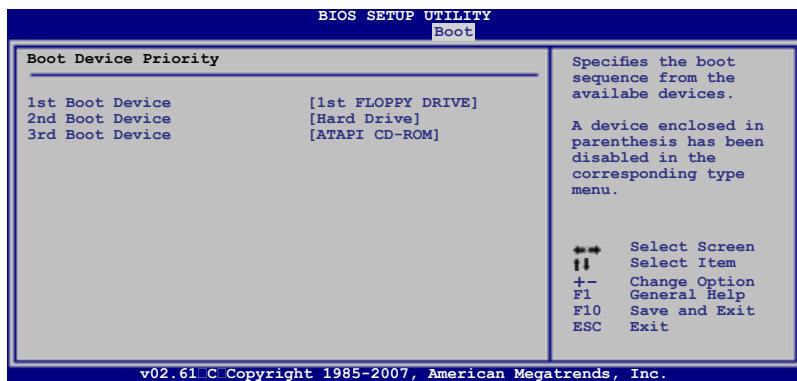 BIOS SETUP UTILITY
Boot
Boot Device Priority
1st Boot Device [1st FLOPPY DRIVE]
2nd Boot Device [Hard Drive]
3rd Boot Device [ATAPI CD-ROM]
Specifies the boot
sequence from the
availabe devices.
A device enclosed in
parenthesis has been
disabled in the
corresponding type
menu.
←→ Select Screen
↑↓ Select Item
+- Change Option
F1 General Help
F10 Save and Exit
ESC Exit
v02.61□C□Copyright 1985-2007, American Megatrends, Inc.